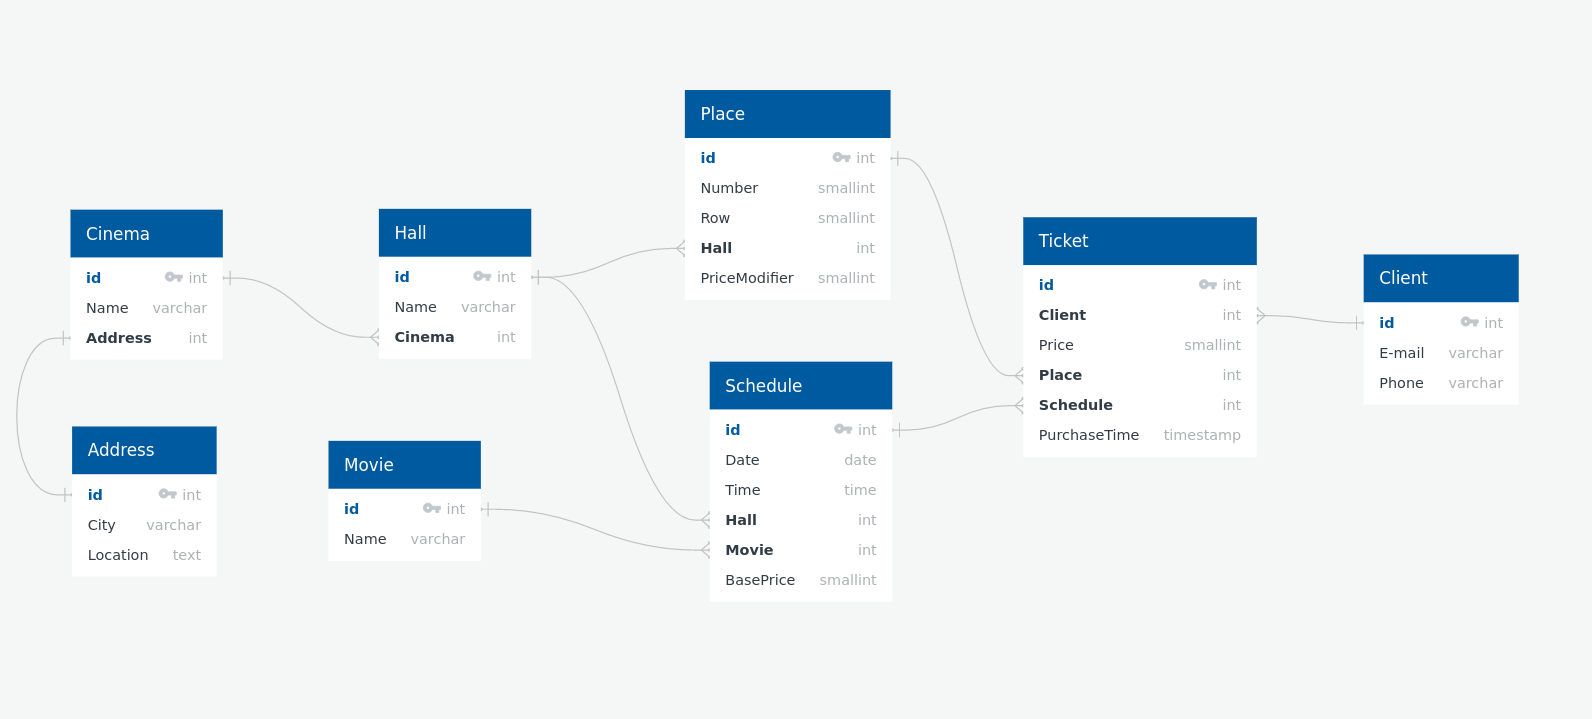 Place
id int
Number smallint
Row smallint
Hall int
PriceModifier smallint
Cinema
id int
Name varchar
Address int
Hall
id int
Name varchar
Cinema int
Ticket
id int
Client int
Price smallint
Place int
Schedule int
PurchaseTime timestamp
Client
id int
E-mail varchar
Phone varchar
Schedule
id int
Date date
Time time
Hall int
Movie int
BasePrice smallint
Address
id int
City varchar
Location text
Movie
id int
Name varchar